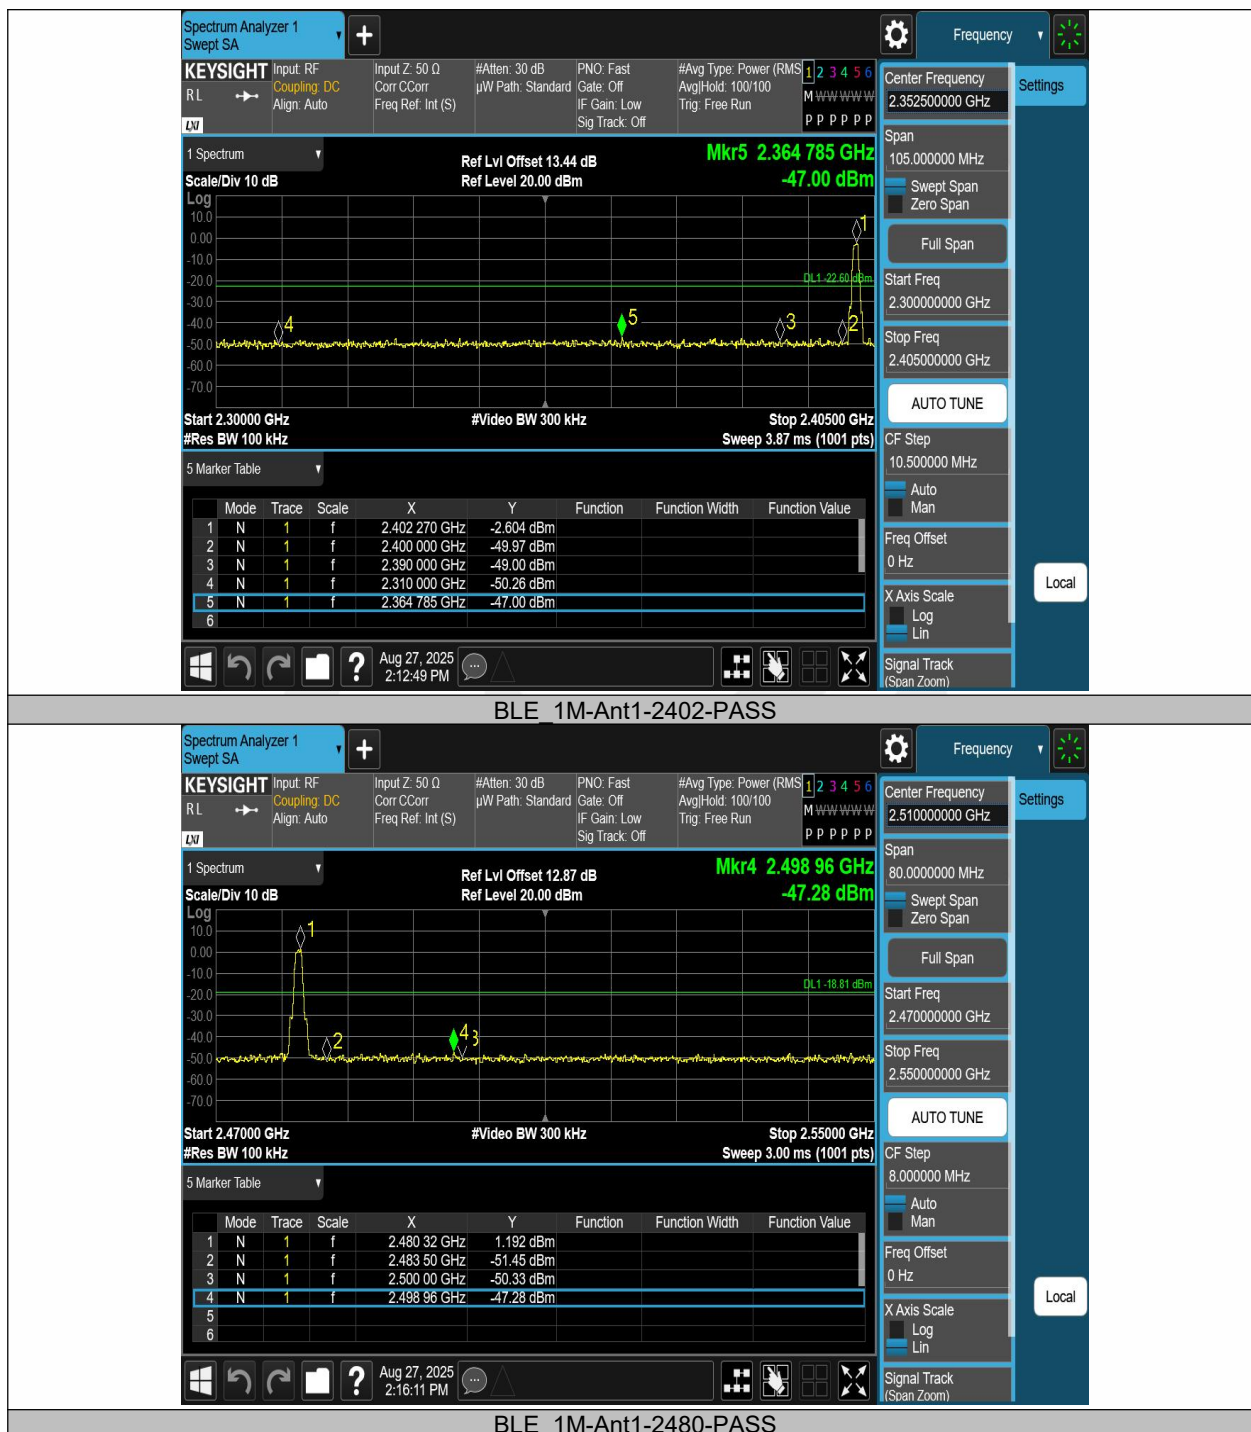 Spectrum Analyzer 1
Swept SA
Frequency
KEYSIGHT
RL
LXI
Input: RF
Coupling: DC
Align: Auto
Input Z: 50 Ω
Corr CCorr
Freq Ref: Int (S)
#Atten: 30 dB
µW Path: Standard
PNO: Fast
Gate: Off
IF Gain: Low
Sig Track: Off
#Avg Type: Power (RMS
Avg|Hold: 100/100
Trig: Free Run
1 2 3 4 5 6
M W W W W W
P P P P P P
1 Spectrum
Scale/Div 10 dB
Ref Lvl Offset 13.44 dB
Ref Level 20.00 dBm
Mkr5 2.364 785 GHz
-47.00 dBm
Log
10.0
0.00
-10.0
-20.0
-30.0
-40.0
-50.0
-60.0
-70.0
1
DL1 -22.60 dBm
4
5
3
2
Start 2.30000 GHz
#Video BW 300 kHz
Stop 2.40500 GHz
#Res BW 100 kHz
Sweep 3.87 ms (1001 pts)
5 Marker Table
Mode Trace Scale X Y Function Function Width Function Value
1 N 1 f 2.402 270 GHz -2.604 dBm
2 N 1 f 2.400 000 GHz -49.97 dBm
3 N 1 f 2.390 000 GHz -49.00 dBm
4 N 1 f 2.310 000 GHz -50.26 dBm
5 N 1 f 2.364 785 GHz -47.00 dBm
6
Aug 27, 2025
2:12:49 PM
Center Frequency
2.352500000 GHz
Settings
Span
105.000000 MHz
Swept Span
Zero Span
Full Span
Start Freq
2.300000000 GHz
Stop Freq
2.405000000 GHz
AUTO TUNE
CF Step
10.500000 MHz
Auto
Man
Freq Offset
0 Hz
Local
X Axis Scale
Log
Lin
Signal Track
(Span Zoom)
BLE_1M-Ant1-2402-PASS
Spectrum Analyzer 1
Swept SA
Frequency
KEYSIGHT
RL
LXI
Input: RF
Coupling: DC
Align: Auto
Input Z: 50 Ω
Corr CCorr
Freq Ref: Int (S)
#Atten: 30 dB
µW Path: Standard
PNO: Fast
Gate: Off
IF Gain: Low
Sig Track: Off
#Avg Type: Power (RMS
Avg|Hold: 100/100
Trig: Free Run
1 2 3 4 5 6
M W W W W W
P P P P P P
1 Spectrum
Scale/Div 10 dB
Ref Lvl Offset 12.87 dB
Ref Level 20.00 dBm
Mkr4 2.498 96 GHz
-47.28 dBm
Log
10.0
0.00
-10.0
-20.0
-30.0
-40.0
-50.0
-60.0
-70.0
1
DL1 -18.81 dBm
2
4
3
Start 2.47000 GHz
#Video BW 300 kHz
Stop 2.55000 GHz
#Res BW 100 kHz
Sweep 3.00 ms (1001 pts)
5 Marker Table
Mode Trace Scale X Y Function Function Width Function Value
1 N 1 f 2.480 32 GHz 1.192 dBm
2 N 1 f 2.483 50 GHz -51.45 dBm
3 N 1 f 2.500 00 GHz -50.33 dBm
4 N 1 f 2.498 96 GHz -47.28 dBm
5
6
Aug 27, 2025
2:16:11 PM
Center Frequency
2.510000000 GHz
Settings
Span
80.0000000 MHz
Swept Span
Zero Span
Full Span
Start Freq
2.470000000 GHz
Stop Freq
2.550000000 GHz
AUTO TUNE
CF Step
8.000000 MHz
Auto
Man
Freq Offset
0 Hz
Local
X Axis Scale
Log
Lin
Signal Track
(Span Zoom)
BLE_1M-Ant1-2480-PASS